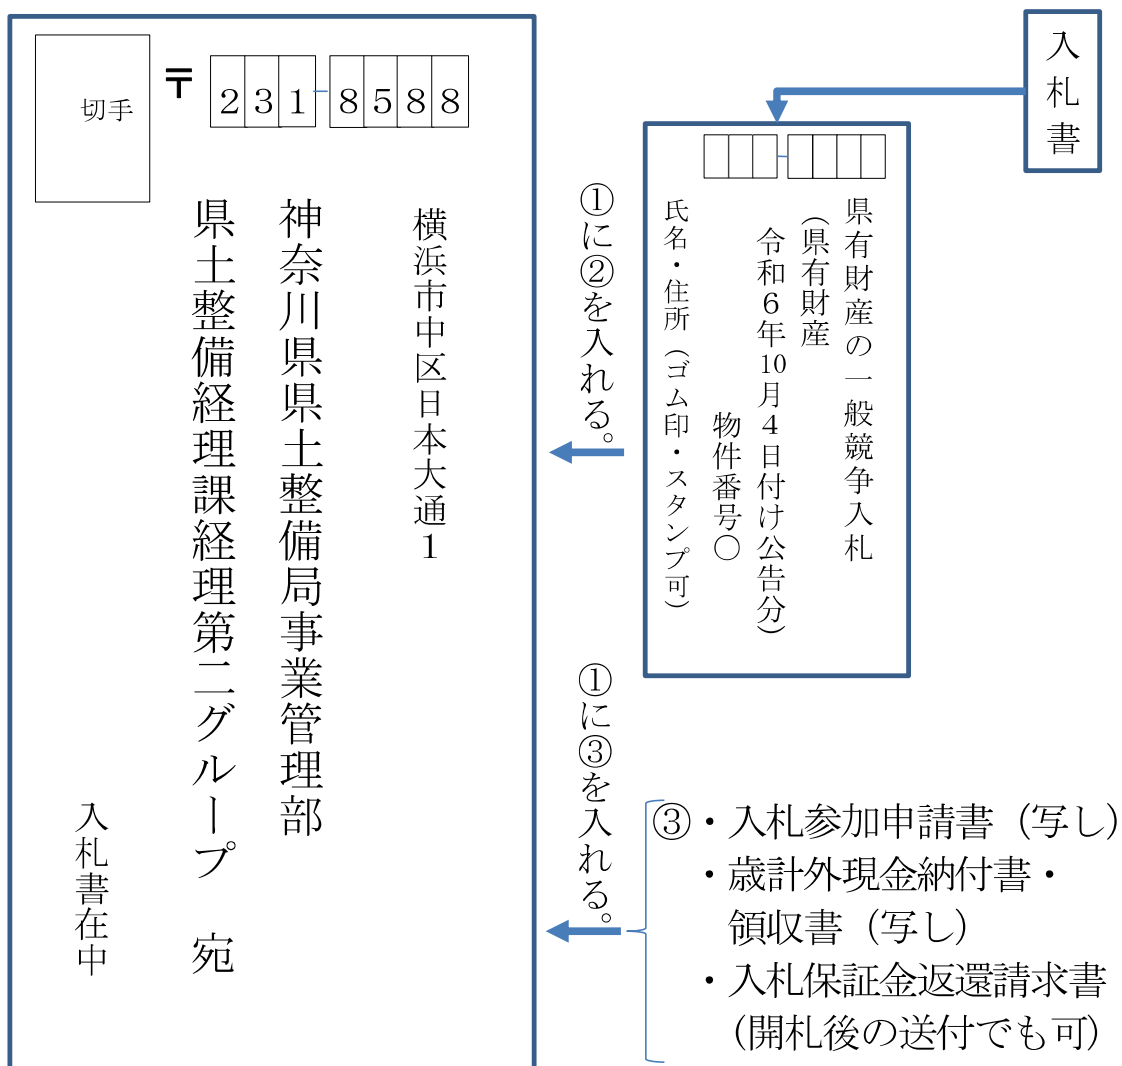 切手
〒 231-8588
横浜市中区日本大通1
神奈川県県土整備局事業管理部
県土整備経理課経理第二グループ 宛
入札書在中
①に②を入れる。
①に③を入れる。
入札書
県有財産の一般競争入札
(県有財産
令和6年10月4日付け公告分)
物件番号〇
氏名・住所(ゴム印・スタンプ可)
③・入札参加申請書(写し)
・歳計外現金納付書・
領収書(写し)
・入札保証金返還請求書
(開札後の送付でも可)